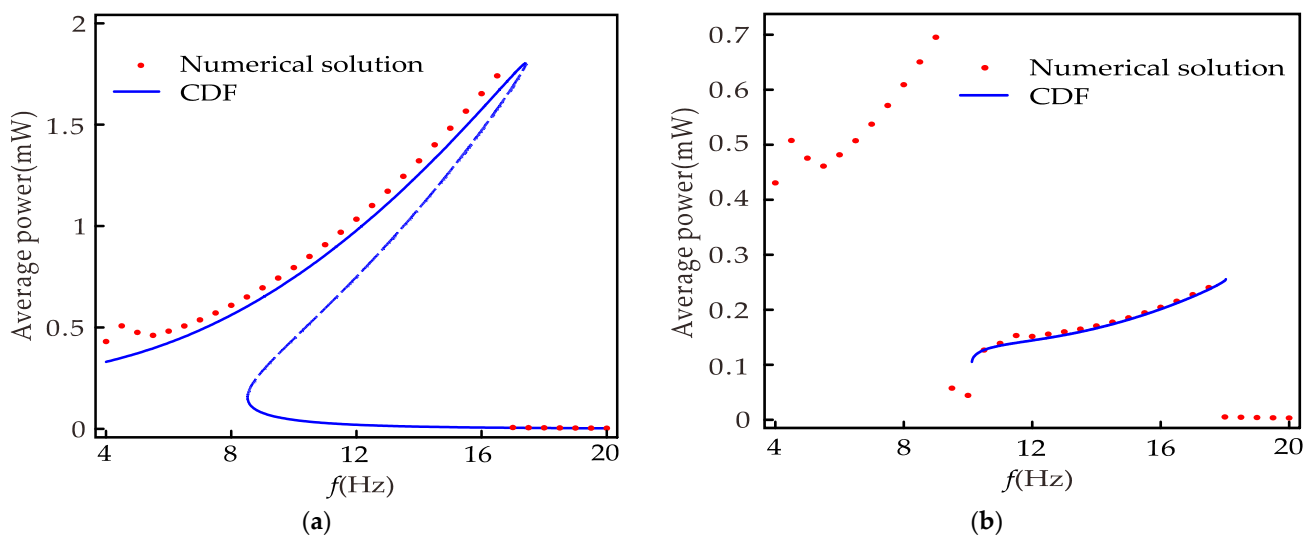 2
1.5
1
0.5
0
Average power(mW)
Numerical solution
CDF
4
8
12
16
20
f(Hz)
(a)
0.7
0.6
0.5
0.4
0.3
0.2
0.1
0
Average power(mW)
Numerical solution
CDF
4
8
12
16
20
f(Hz)
(b)